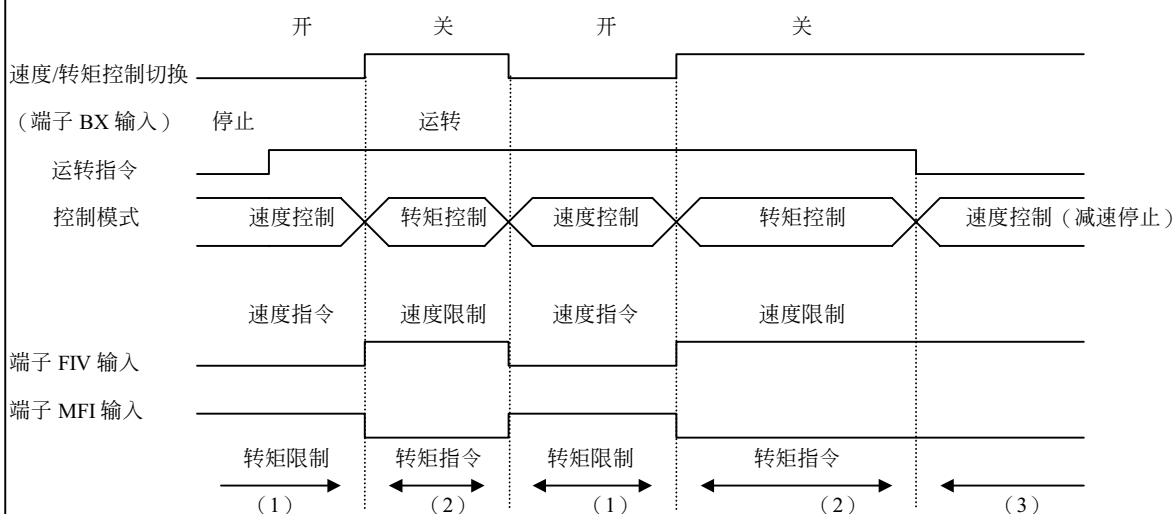 开 关 开 关
速度/转矩控制切换
（端子 BX 输入） 停止 运转
运转指令
控制模式 速度控制 转矩控制 速度控制 转矩控制 速度控制（减速停止）
速度指令 速度限制 速度指令 速度限制
端子 FIV 输入
端子 MFI 输入
转矩限制 转矩指令 转矩限制 转矩指令
（1） （2） （1） （2） （3）